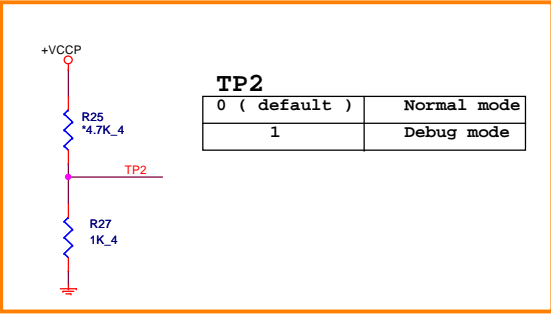 +VCCP
R25
*4.7K_4
TP2
R27
1K_4
TP2
0 ( default ) Normal mode
1 Debug mode